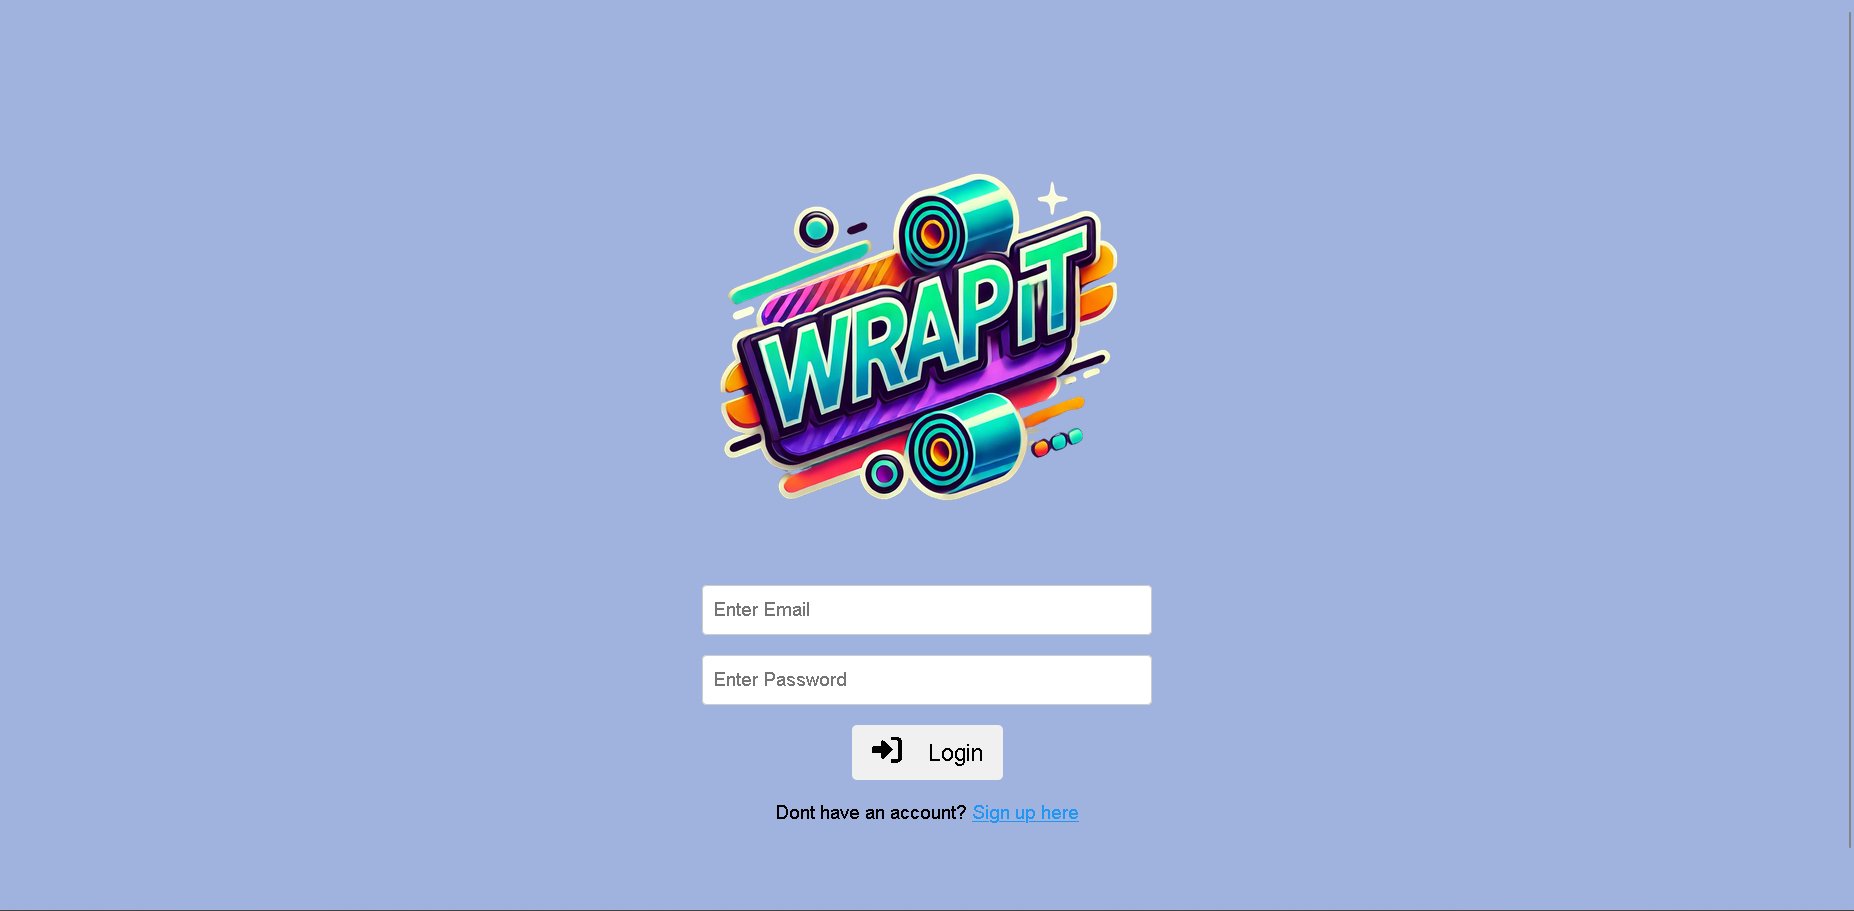 WRAPiT
Enter Email
Enter Password
Login
Dont have an account? Sign up here